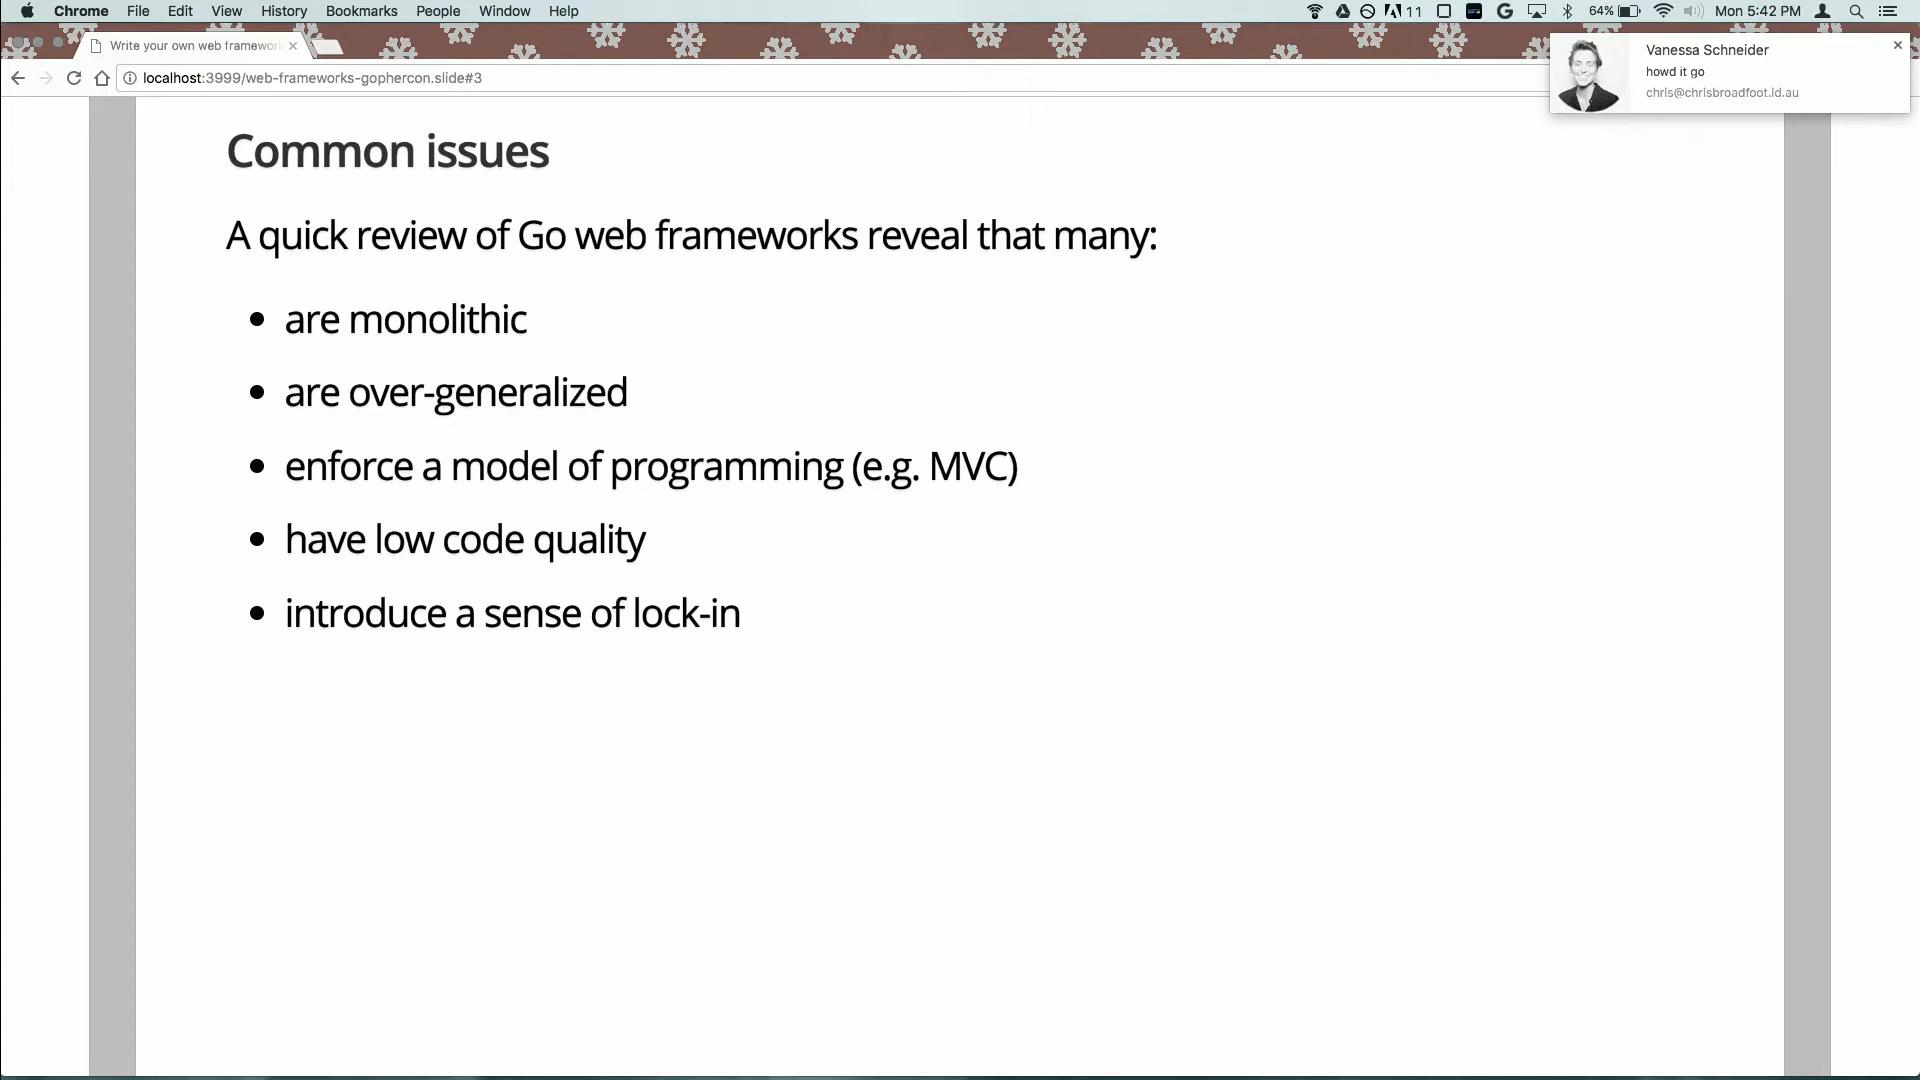 Chrome File Edit View History Bookmarks People Window Help 11 64% Mon 5:42 PM
Write your own web framewor
localhost:3999/web-frameworks-gophercon.slide#3
Vanessa Schneider
howd it go
chris@chrisbroadfoot.id.au
Common issues
A quick review of Go web frameworks reveal that many:
• are monolithic
• are over-generalized
• enforce a model of programming (e.g. MVC)
• have low code quality
• introduce a sense of lock-in